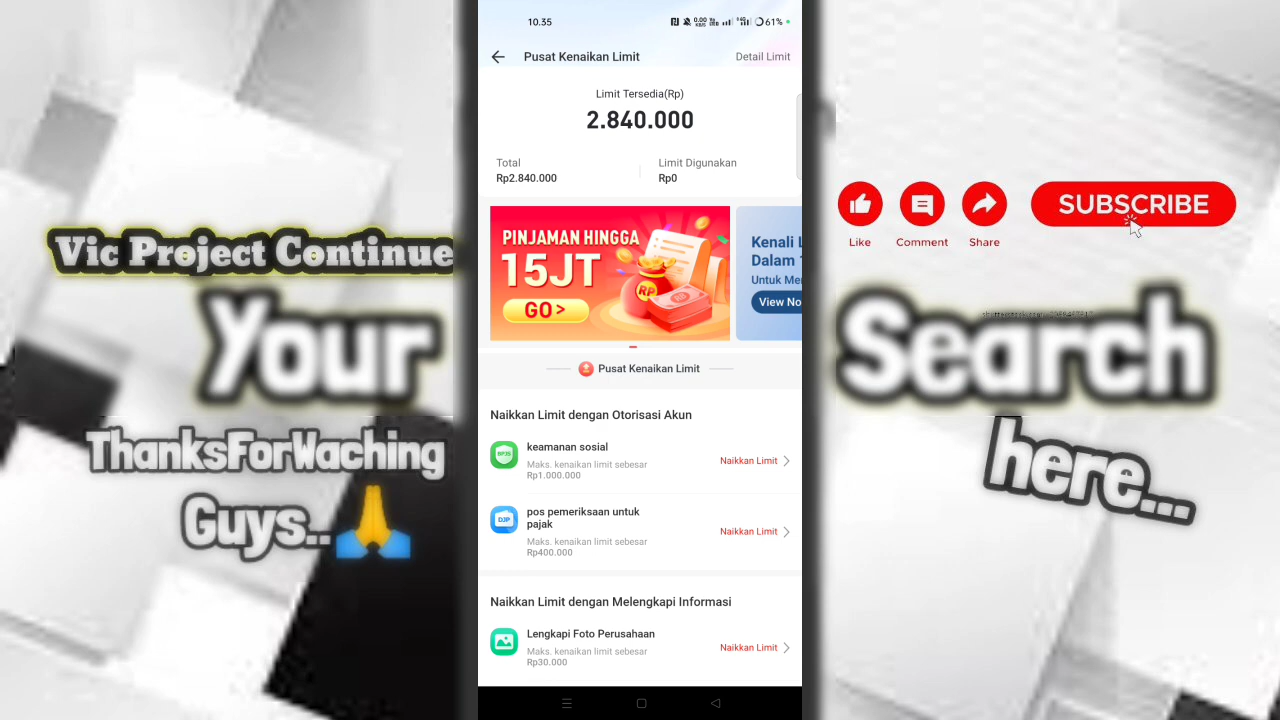 10.35
61%
Pusat Kenaikan Limit
Detail Limit
Limit Tersedia(Rp)
2.840.000
Total
Rp2.840.000
Limit Digunakan
Rp0
PINJAMAN HINGGA
15JT
GO >
Kenali
Dalam
Untuk
View
Pusat Kenaikan Limit
Naikkan Limit dengan Otorisasi Akun
BPJS
keamanan sosial
Maks. kenaikan limit sebesar
Rp1.000.000
Naikkan Limit
DJP
pos pemeriksaan untuk
pajak
Maks. kenaikan limit sebesar
Rp400.000
Naikkan Limit
Naikkan Limit dengan Melengkapi Informasi
Lengkapi Foto Perusahaan
Maks. kenaikan limit sebesar
Rp30.000
Naikkan Limit
Vic Project Continue
Your
ThanksForWaching
Guys..🙏
Like
Comment
Share
SUBSCRIBE
Search
here...